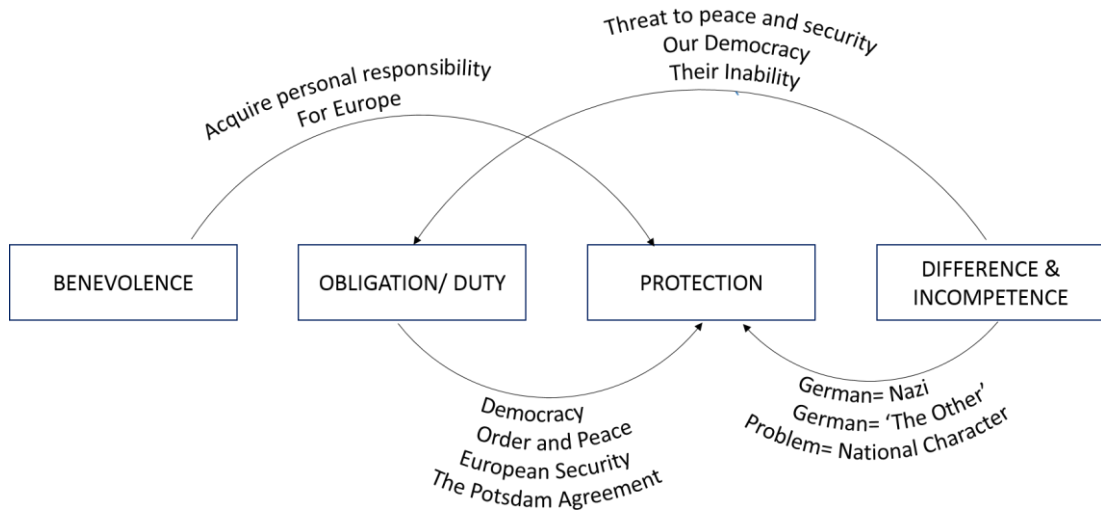 Threat to peace and security
Our Democracy
Their Inability
Acquire personal responsibility
For Europe
BENEVOLENCE
OBLIGATION/ DUTY
PROTECTION
DIFFERENCE &
INCOMPETENCE
Democracy
Order and Peace
European Security
The Potsdam Agreement
German= Nazi
German= ‘The Other’
Problem= National Character